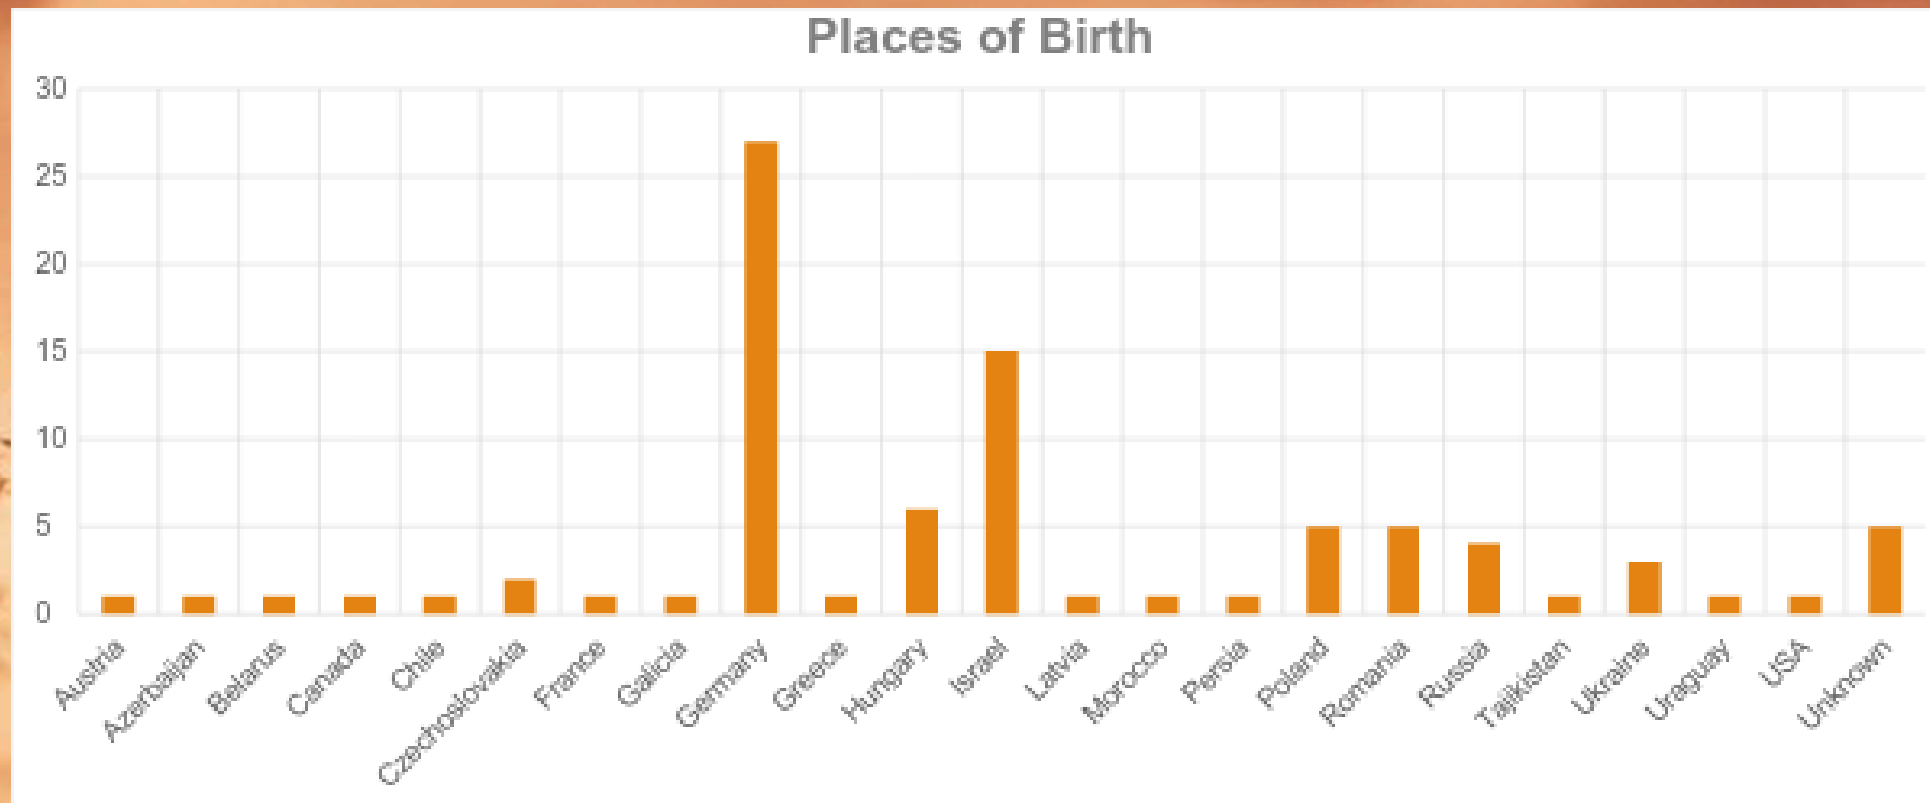 Places of Birth
30
25
20
15
10
5
0
Austria
Azerbaijan
Belarus
Canada
Chile
Czechoslovakia
France
Galicia
Germany
Greece
Hungary
Israel
Latvia
Morocco
Persia
Poland
Romania
Russia
Tajikistan
Ukraine
Uraguay
USA
Unknown